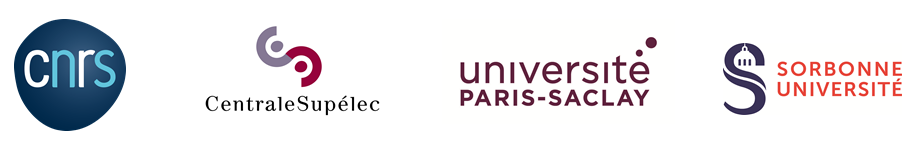 cnrs
CentraleSupélec
université
PARIS-SACLAY
SORBONNE
UNIVERSITÉ